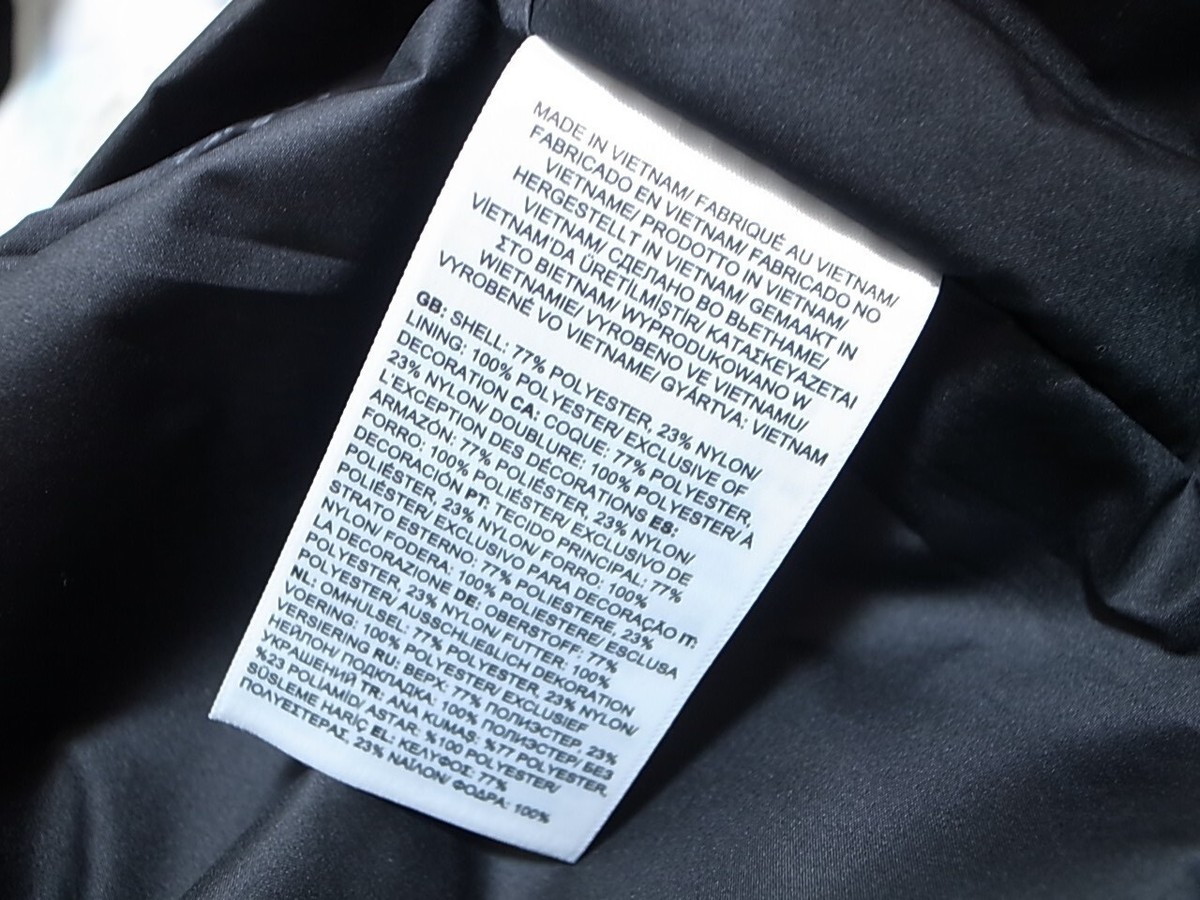 MADE IN VIETNAM/ FABRIQUÉ AU VIETNAM/
FABRICADO EN VIETNAM/ FABRICADO NO
VIETNAME/ PRODOTTO IN VIETNAM/
HERGESTELLT IN VIETNAM/ GEMAAKT IN
VIETNAM/ СДЕЛАНО ВО ВЬЕТНАМЕ/
VİETNAM'DA ÜRETİLMİŞTİR/ ΚΑΤΑΣΚΕΥΑΖΕΤΑΙ
ΣΤΟ ΒΙΕΤΝΑΜ/ WYPRODUKOWANO W
WIETNAMIE/ VYROBENO VE VIETNAMU/
VYROBENÉ VO VIETNAME/ GYÁRTVA: VIETNAM
GB: SHELL: 77% POLYESTER, 23% NYLON/
LINING: 100% POLYESTER/ EXCLUSIVE OF
DECORATION CA: COQUE: 77% POLYESTER,
23% NYLON/ DOUBLURE: 100% POLYESTER/ À
L'EXCEPTION DES DÉCORATIONS ES:
ARMAZÓN: 77% POLIÉSTER, 23% NYLON/
FORRO: 100% POLIÉSTER/ EXCLUSIVO DE
DECORACIÓN PT: TECIDO PRINCIPAL: 77%
POLIÉSTER, 23% NYLON/ FORRO: 100%
POLIÉSTER/ EXCLUSIVO PARA DECORAÇÃO IT:
STRATO ESTERNO: 77% POLIESTERE, 23%
NYLON/ FODERA: 100% POLIESTERE/ ESCLUSA
LA DECORAZIONE DE: OBERSTOFF: 77%
POLYESTER, 23% NYLON/ FUTTER: 100%
POLYESTER/ AUSSCHLIEßLICH DEKORATION
NL: OMHULSEL: 77% POLYESTER, 23% NYLON/
VOERING: 100% POLYESTER/ EXCLUSIEF
VERSIERING RU: ВЕРХ: 77% ПОЛИЭСТЕР, 23%
НЕЙЛОН/ ПОДКЛАДКА: 100% ПОЛИЭСТЕР/ БЕЗ
УКРАШЕНИЙ TR: ANA KUMAŞ: %77 POLYESTER,
%23 POLİAMİD/ ASTAR: %100 POLYESTER/
SÜSLEME HARİÇ EL: ΚΕΛΥΦΟΣ: 77%
ΠΟΛΥΕΣΤΕΡΑΣ, 23% ΝΑΪΛΟΝ/ ΦΟΔΡΑ: 100%